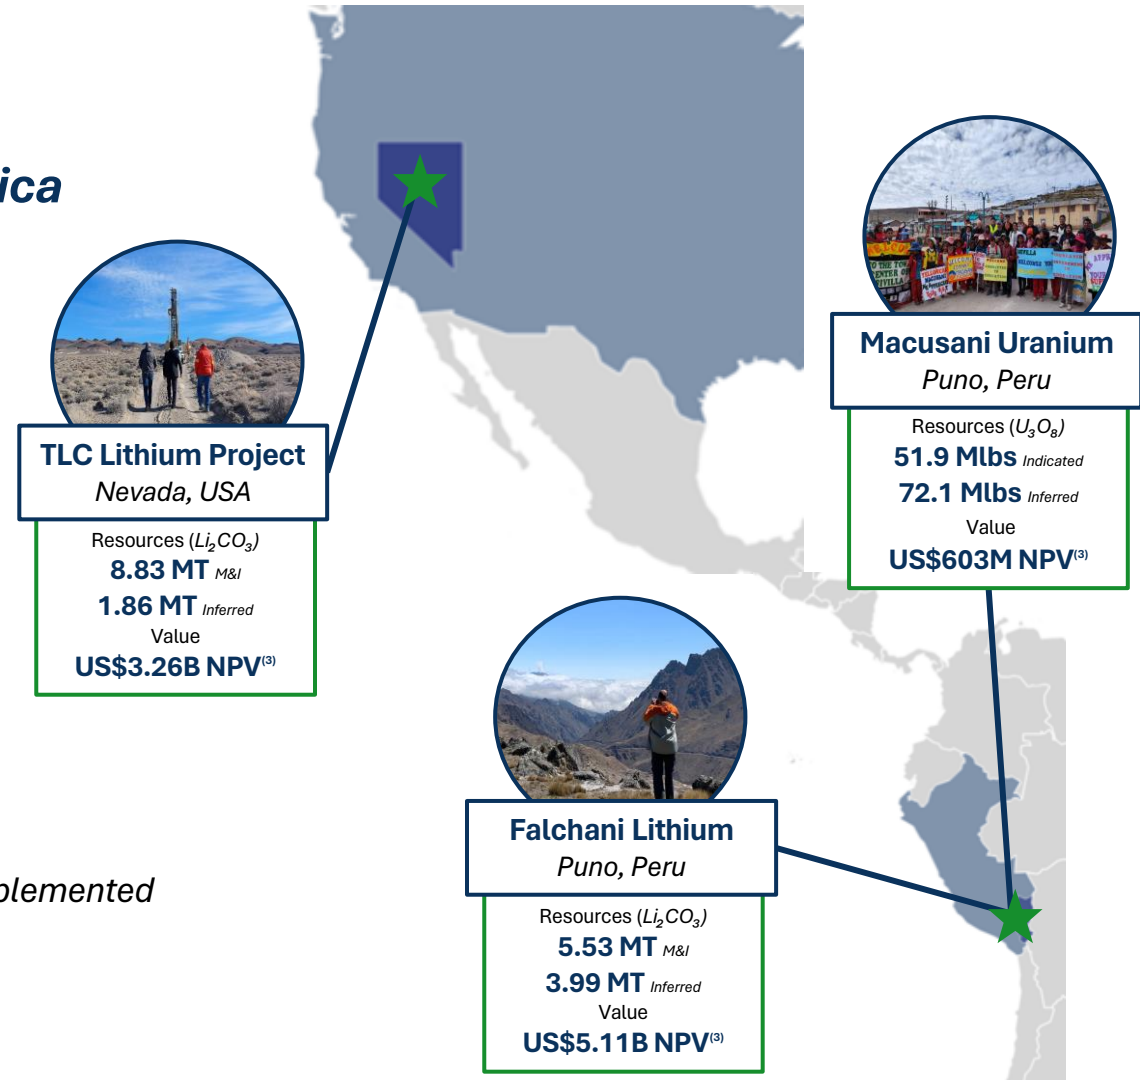 ica
TLC Lithium Project
Nevada, USA
Resources (Li₂CO₃)
8.83 MT M&I
1.86 MT Inferred
Value
US$3.26B NPV⁽³⁾
Macusani Uranium
Puno, Peru
Resources (U₃O₈)
51.9 Mlbs Indicated
72.1 Mlbs Inferred
Value
US$603M NPV⁽³⁾
Falchani Lithium
Puno, Peru
Resources (Li₂CO₃)
5.53 MT M&I
3.99 MT Inferred
Value
US$5.11B NPV⁽³⁾
plemented